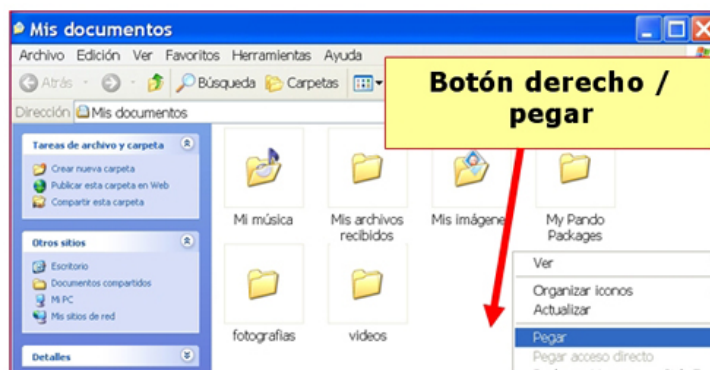 Mis documentos
Archivo Edición Ver Favoritos Herramientas Ayuda
Atrás Búsqueda Carpetas
Botón derecho /
pegar
Dirección Mis documentos
Tareas de archivo y carpeta
Crear nueva carpeta
Publicar esta carpeta en Web
Compartir esta carpeta
Otros sitios
Escritorio
Documentos compartidos
Mi PC
Mis sitios de red
Detalles
Mi música
Mis archivos
recibidos
Mis imágene
My Pando
Packages
fotografias
videos
Ver
Organizar iconos
Actualizar
Pegar
Pegar acceso directo